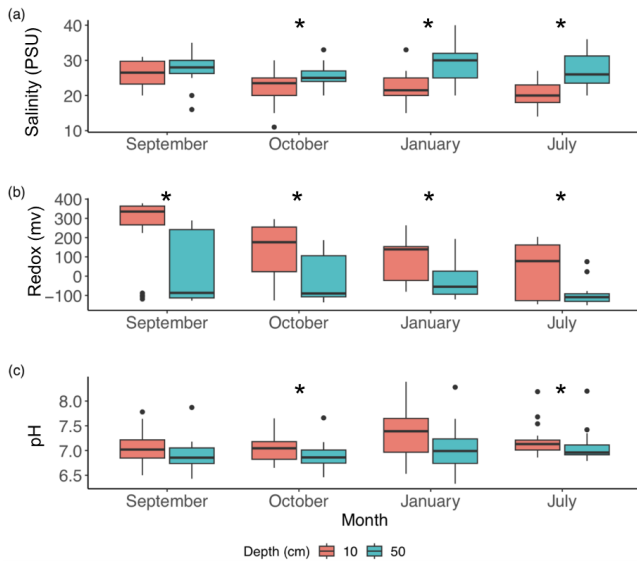 (a)
Salinity (PSU)
40
30
20
10
* * *
September October January July
(b)
Redox (mv)
400
300
200
100
0
−100
* * * *
September October January July
(c)
pH
8.0
7.5
7.0
6.5
* *
September October January July
Month
Depth (cm) 10 50